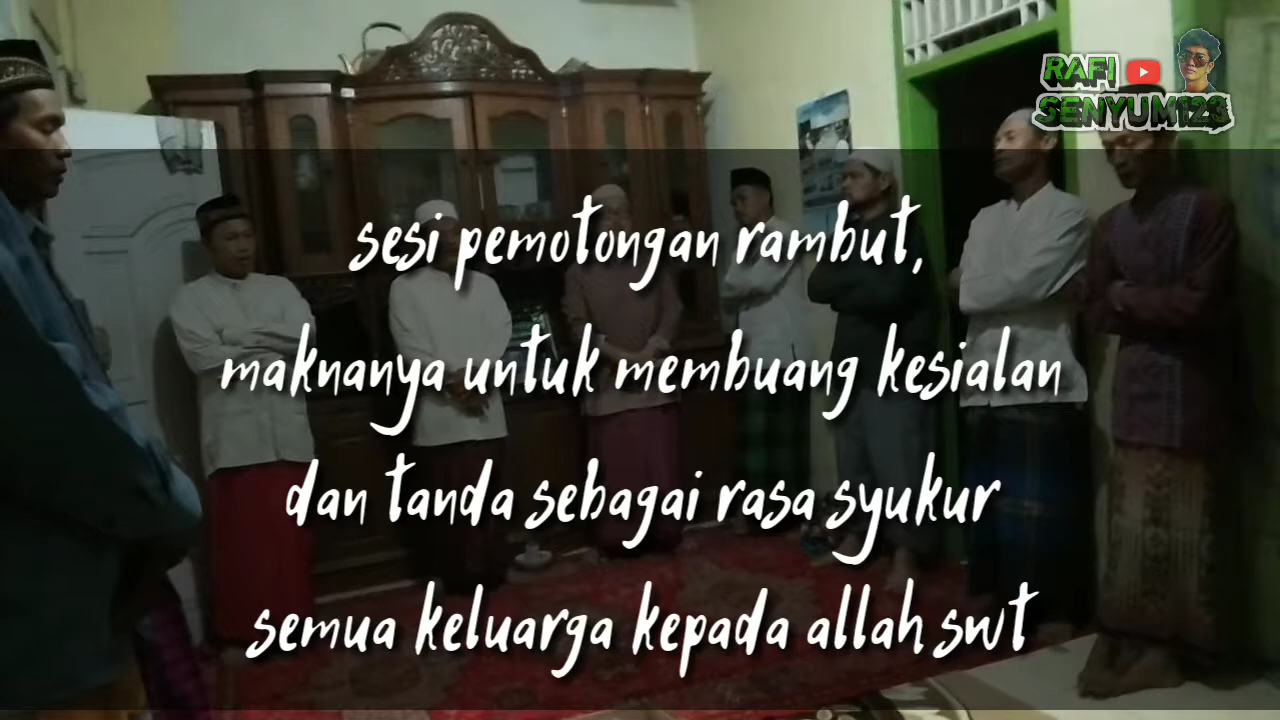 RAFI
SENYUM123
sesi pemotongan rambut,
maknanya untuk membuang kesialan
dan tanda sebagai rasa syukur
semua keluarga kepada allah swt